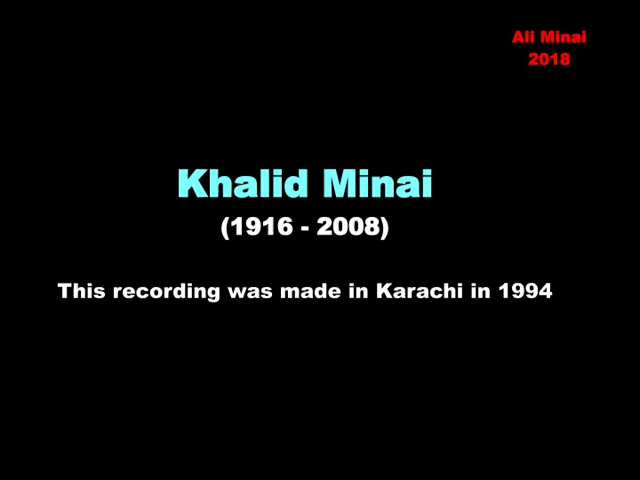 Ali Minai
2018
Khalid Minai
(1916 - 2008)
This recording was made in Karachi in 1994